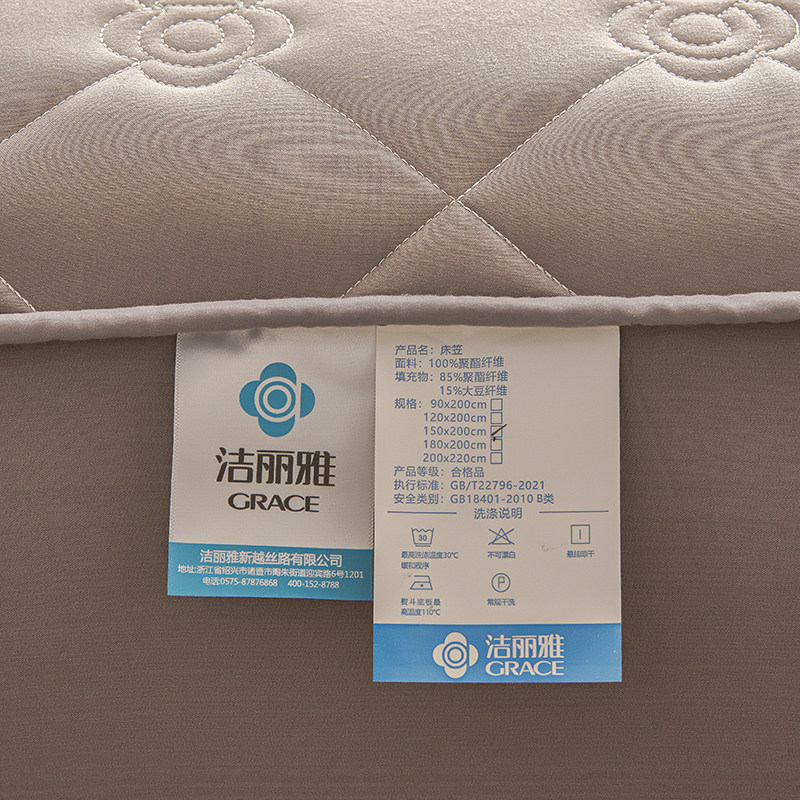 洁丽雅
GRACE
洁丽雅新越丝路有限公司
地址:浙江省绍兴市诸暨市陶朱街道迎宾路6号1201
电话:0575-87876868 400-152-8788
产品名称：床笠
面料：100%聚酯纤维
填充物：85%聚酯纤维
15%大豆纤维
规格：90x200cm
120x200cm
150x200cm
180x200cm
200x220cm
产品等级：合格品
执行标准：GB/T22796-2021
安全类别：GB18401-2010 B类
洗涤说明
30
最高洗涤温度30℃
缓和程序
不可漂白
悬挂晾干
熨斗底板最
高温度110℃
P
常规干洗
洁丽雅
GRACE